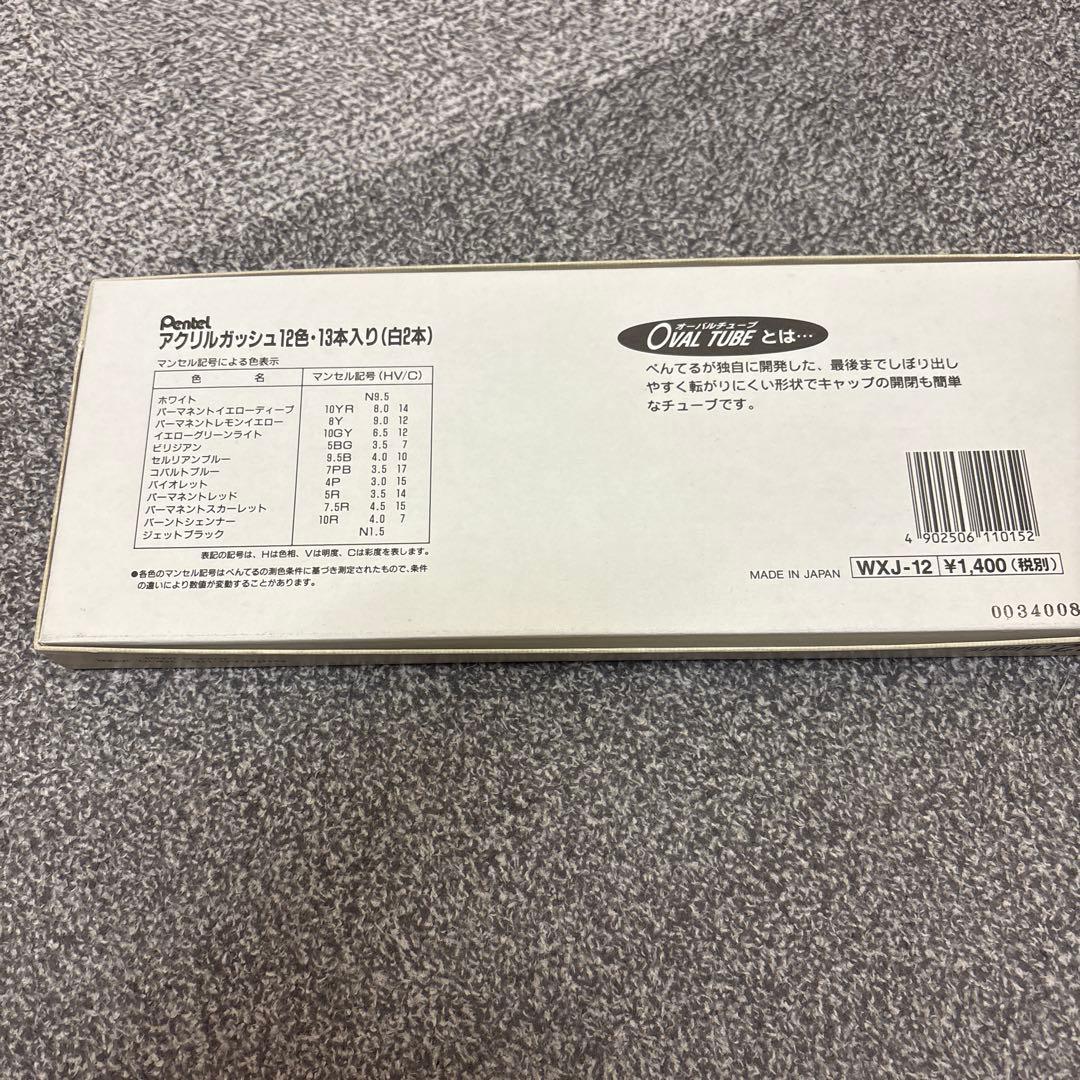 Pentel
アクリルガッシュ12色・13本入り(白2本)
マンセル記号による色表示
色 名 マンセル記号(HV/C)
ホワイト N9.5
パーマネントイエローディープ 10YR 8.0 14
パーマネントレモンイエロー 8Y 9.0 12
イエローグリーンライト 10GY 6.5 12
ビリジアン 5BG 3.5 7
セルリアンブルー 9.5B 4.0 10
コバルトブルー 7PB 3.5 17
バイオレット 4P 3.0 15
パーマネントレッド 5R 3.5 14
パーマネントスカーレット 7.5R 4.5 15
バーントシェンナー 10R 4.0 7
ジェットブラック N1.5
表記の記号は、Hは色相、Vは明度、Cは彩度を表します。
●各色のマンセル記号はぺんてるの測色条件に基づき測定されたもので、条件
の違いにより数値が変動することがあります。
オーバルチューブ
OVAL TUBE とは…
ぺんてるが独自に開発した、最後までしぼり出し
やすく転がりにくい形状でキャップの開閉も簡単
なチューブです。
4 902506 110152
MADE IN JAPAN WXJ-12 ¥1,400(税別)
0034008